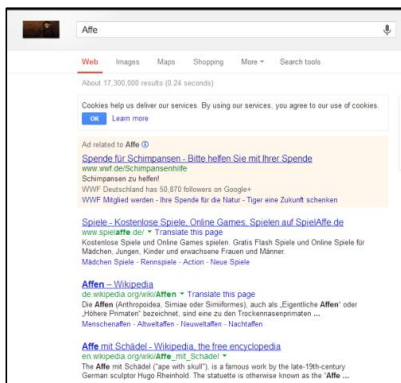 Affe
Web Images Maps Shopping More Search tools
About 17,300,000 results (0.24 seconds)
Cookies help us deliver our services. By using our services, you agree to our use of cookies.
OK Learn more
Ad related to Affe
Spende für Schimpansen - Bitte helfen Sie mit Ihrer Spende
www.wwf.de/Schimpansenhilfe
Schimpansen zu helfen!
WWF Deutschland has 50,870 followers on Google+
WWF Mitglied werden - Ihre Spende für die Natur - Tiger eine Zukunft schenken
Spiele - Kostenlose Spiele, Online Games, Spielen auf SpielAffe.de
www.spielaffe.de/ Translate this page
Kostenlose Spiele und Online Games spielen. Gratis Flash Spiele und Online Spiele für
Mädchen, Jungen, Kinder und erwachsene Frauen und Männer.
Mädchen Spiele - Rennspiele - Action - Neue Spiele
Affen – Wikipedia
de.wikipedia.org/wiki/Affen Translate this page
Die Affen (Anthropoidea, Simiae oder Simiiformes), auch als „Eigentliche Affen" oder
„Höhere Primaten" bezeichnet, sind eine zu den Trockennasenprimaten ...
Menschenaffen - Altweltaffen - Neuweltaffen - Nachtaffen
Affe mit Schädel - Wikipedia, the free encyclopedia
en.wikipedia.org/wiki/Affe_mit_Schädel
The Affe mit Schädel ("ape with skull"), is a famous work by the late-19th-century
German sculptor Hugo Rheinhold. The statuette is otherwise known as the "Affe ...